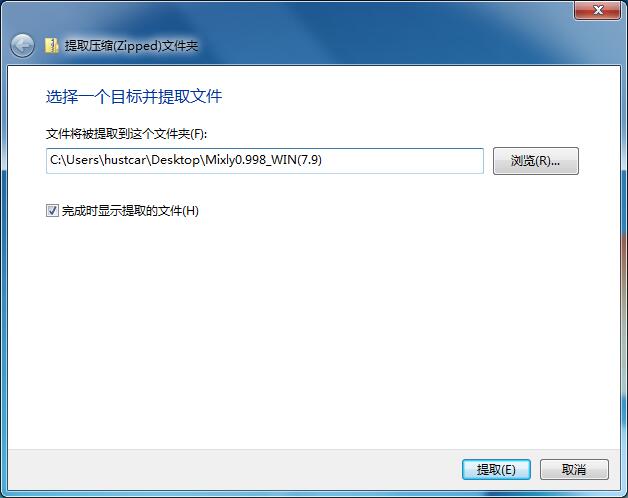 提取压缩(Zipped)文件夹
选择一个目标并提取文件
文件将被提取到这个文件夹(F):
C:\Users\hustcar\Desktop\Mixly0.998_WIN(7.9)
浏览(R)...
完成时显示提取的文件(H)
提取(E)
取消